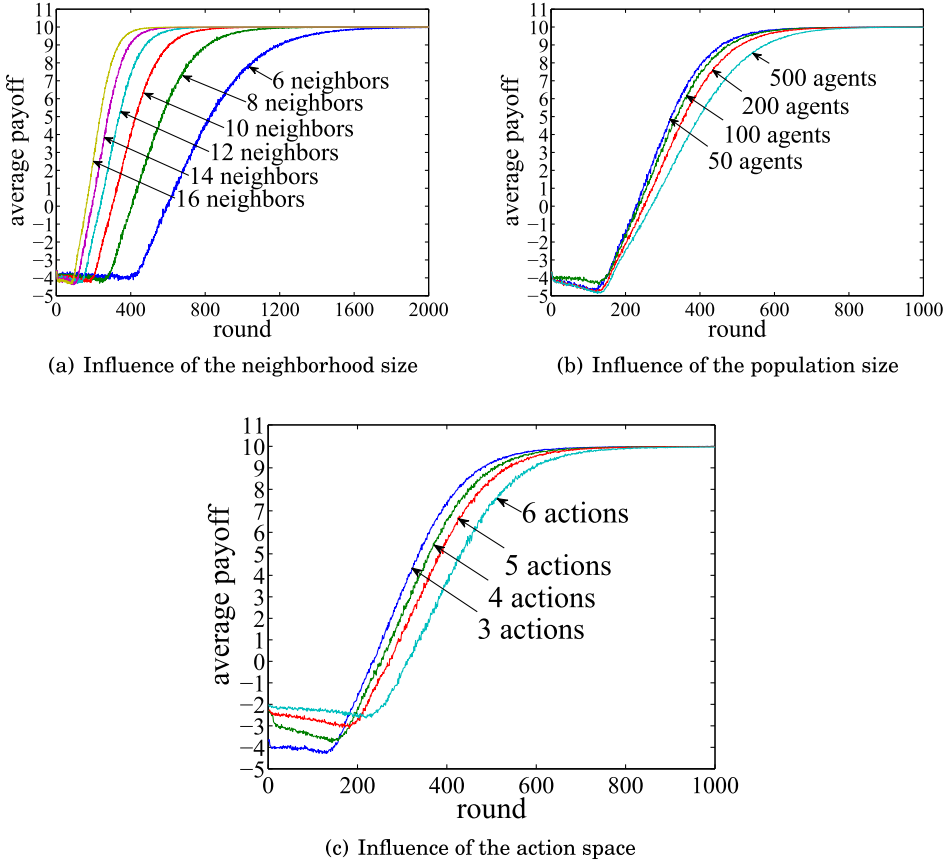 11
10
9
8
7
6
5
4
3
2
1
0
−1
−2
−3
−4
−5
average payoff
6 neighbors
8 neighbors
10 neighbors
12 neighbors
14 neighbors
16 neighbors
0 400 800 1200 1600 2000
round
(a) Influence of the neighborhood size
11
10
9
8
7
6
5
4
3
2
1
0
−1
−2
−3
−4
−5
average payoff
500 agents
200 agents
100 agents
50 agents
0 200 400 600 800 1000
round
(b) Influence of the population size
11
10
9
8
7
6
5
4
3
2
1
0
−1
−2
−3
−4
−5
average payoff
6 actions
5 actions
4 actions
3 actions
0 200 400 600 800 1000
round
(c) Influence of the action space